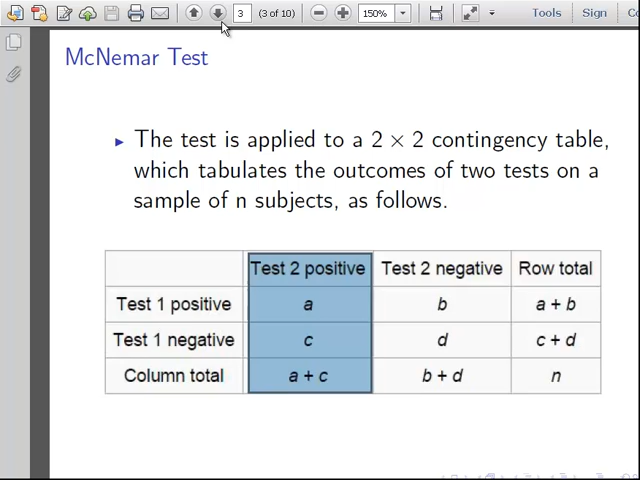 3 (3 of 10) 150% Tools Sign
McNemar Test
► The test is applied to a 2 × 2 contingency table,
which tabulates the outcomes of two tests on a
sample of n subjects, as follows.
Test 2 positive Test 2 negative Row total
Test 1 positive a b a + b
Test 1 negative c d c + d
Column total a + c b + d n